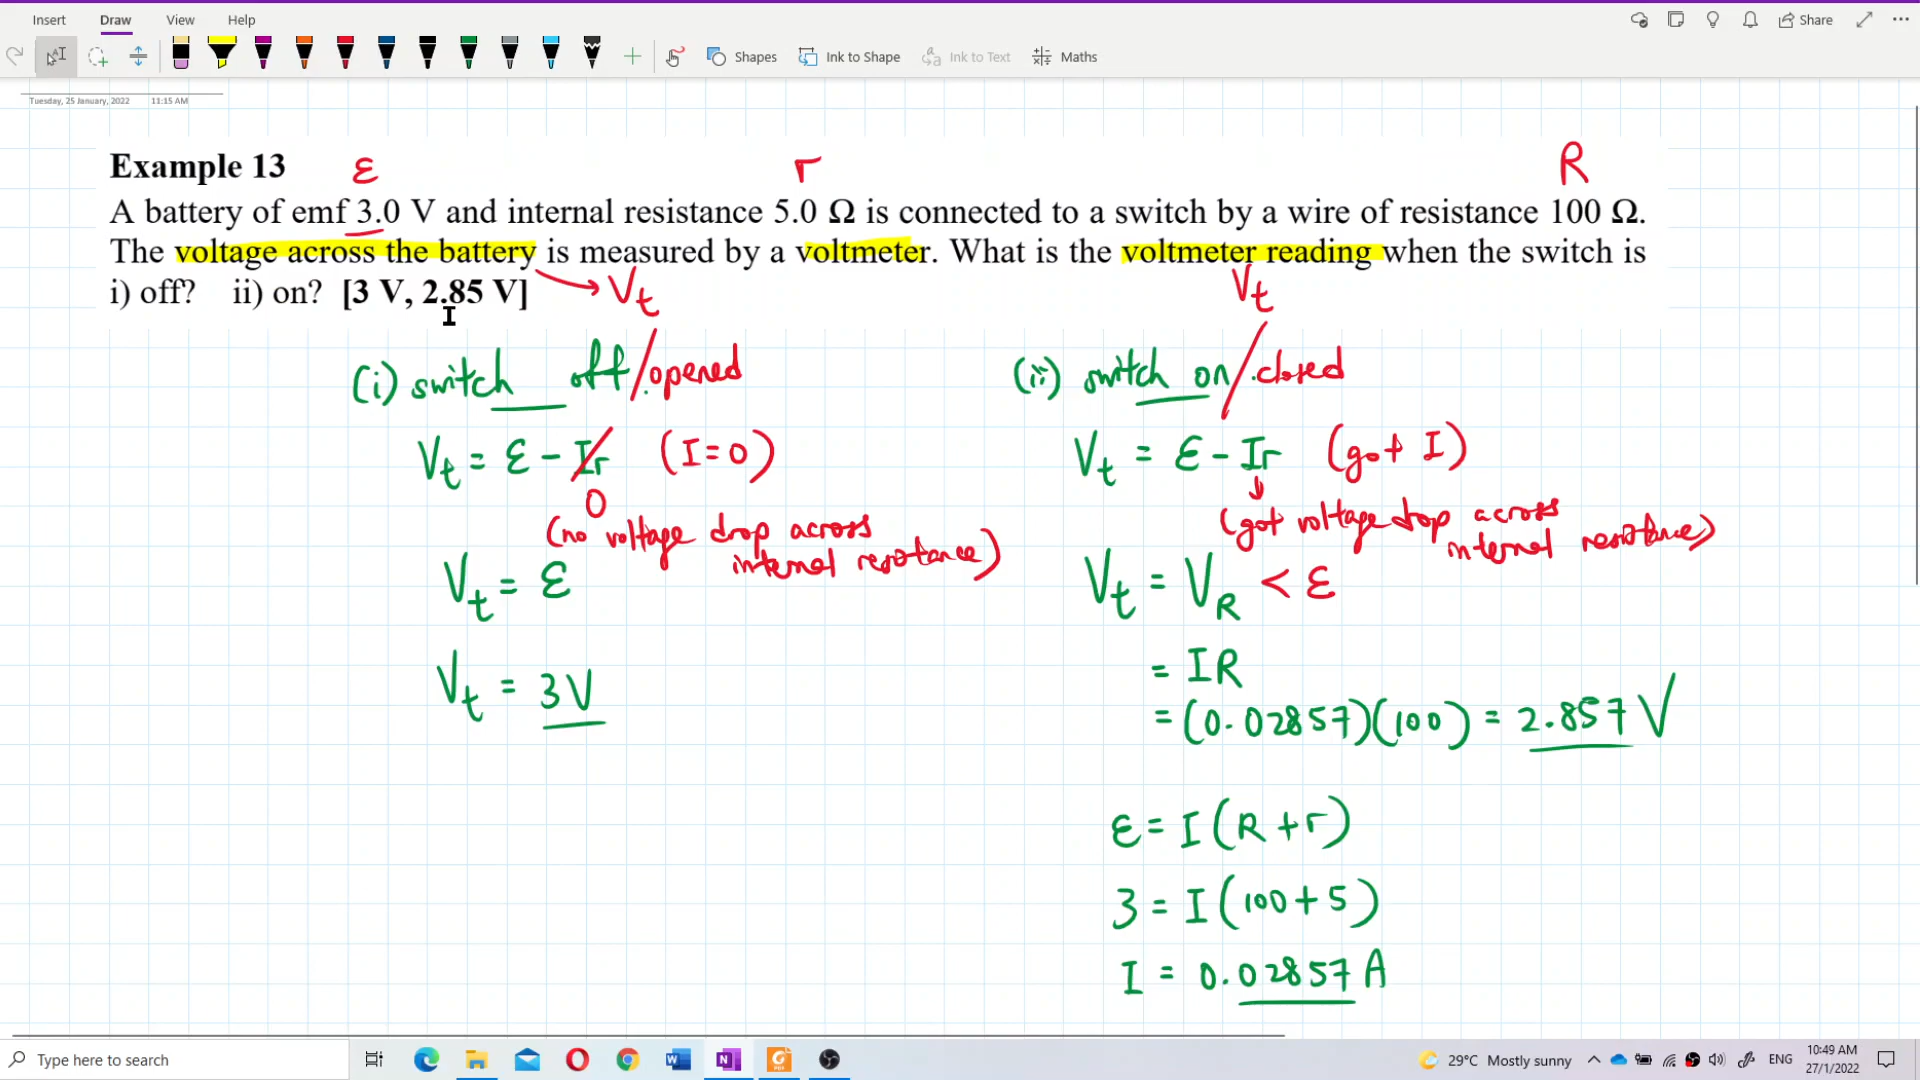 Insert Draw View Help
Share
Shapes Ink to Shape Ink to Text Maths
Tuesday, 25 January, 2022 11:15 AM
Example 13
ε r R
A battery of emf 3.0 V and internal resistance 5.0 Ω is connected to a switch by a wire of resistance 100 Ω.
The voltage across the battery is measured by a voltmeter. What is the voltmeter reading when the switch is
i) off? ii) on? [3 V, 2.85 V]
Vt Vt
(i) switch off/opened
Vt = ε - Ir (I=0)
0
(no voltage drop across
internal resistance)
Vt = ε
Vt = 3V
(ii) switch on/closed
Vt = ε - Ir (got I)
(got voltage drop across
internal resistance)
Vt = VR < ε
= IR
= (0.02857)(100) = 2.857 V
ε = I(R+r)
3 = I(100+5)
I = 0.02857 A
Type here to search
29°C Mostly sunny ENG 10:49 AM
27/1/2022